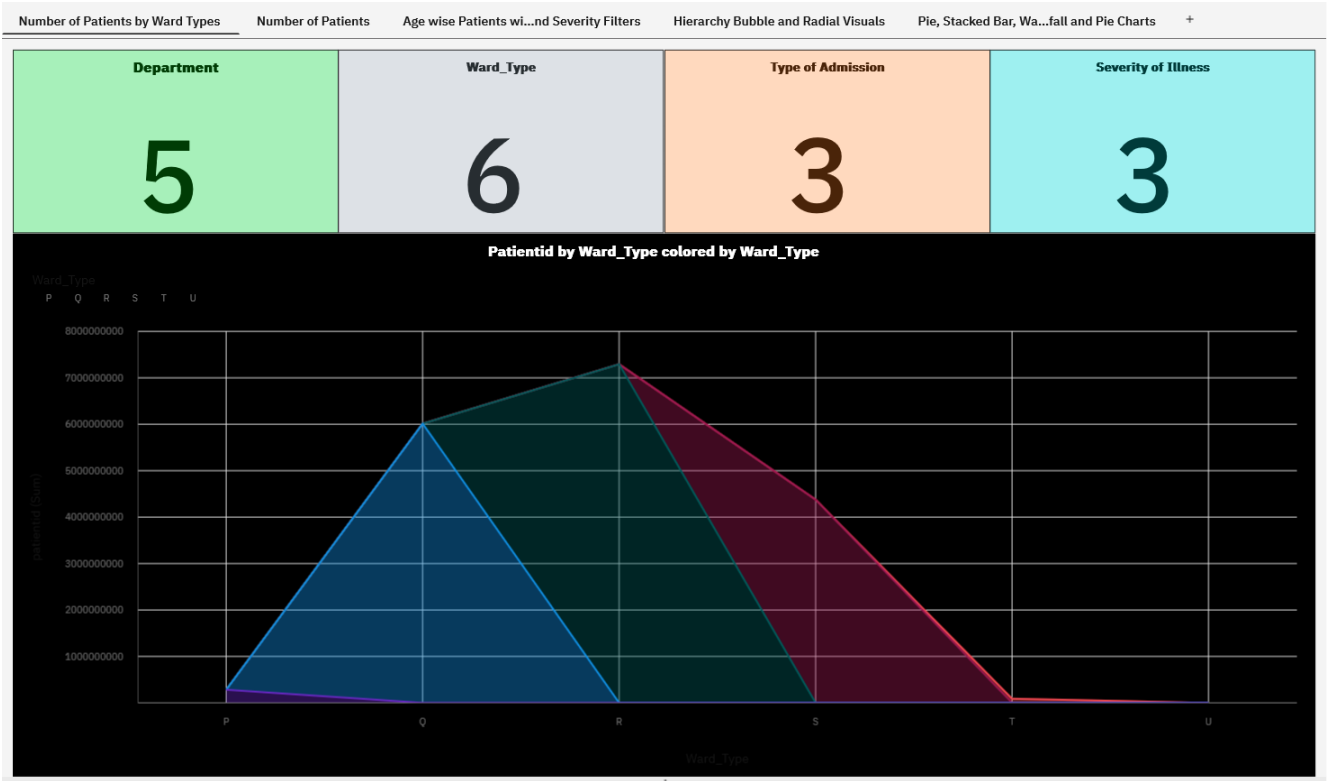 Number of Patients by Ward Types Number of Patients Age wise Patients wi...nd Severity Filters Hierarchy Bubble and Radial Visuals Pie, Stacked Bar, Wa...fall and Pie Charts +
Department Ward_Type Type of Admission Severity of Illness
5 6 3 3
Patientid by Ward_Type colored by Ward_Type
Ward_Type
P Q R S T U
8000000000
7000000000
6000000000
5000000000
4000000000
3000000000
2000000000
1000000000
patientid (Sum)
P Q R S T U
Ward_Type